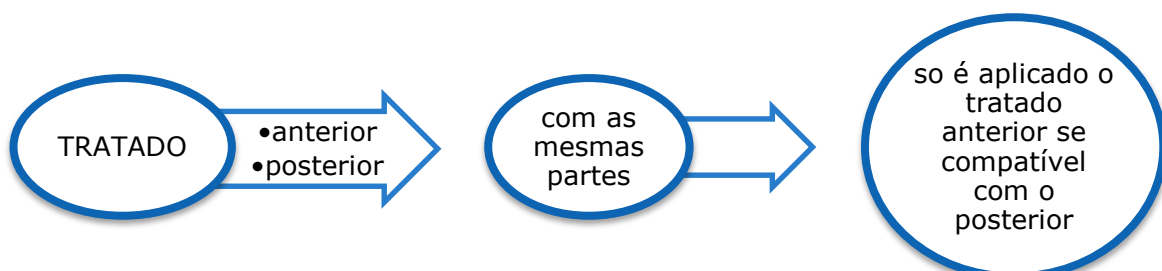 TRATADO
•anterior
•posterior
com as
mesmas
partes
so é aplicado o
tratado
anterior se
compatível
com o
posterior